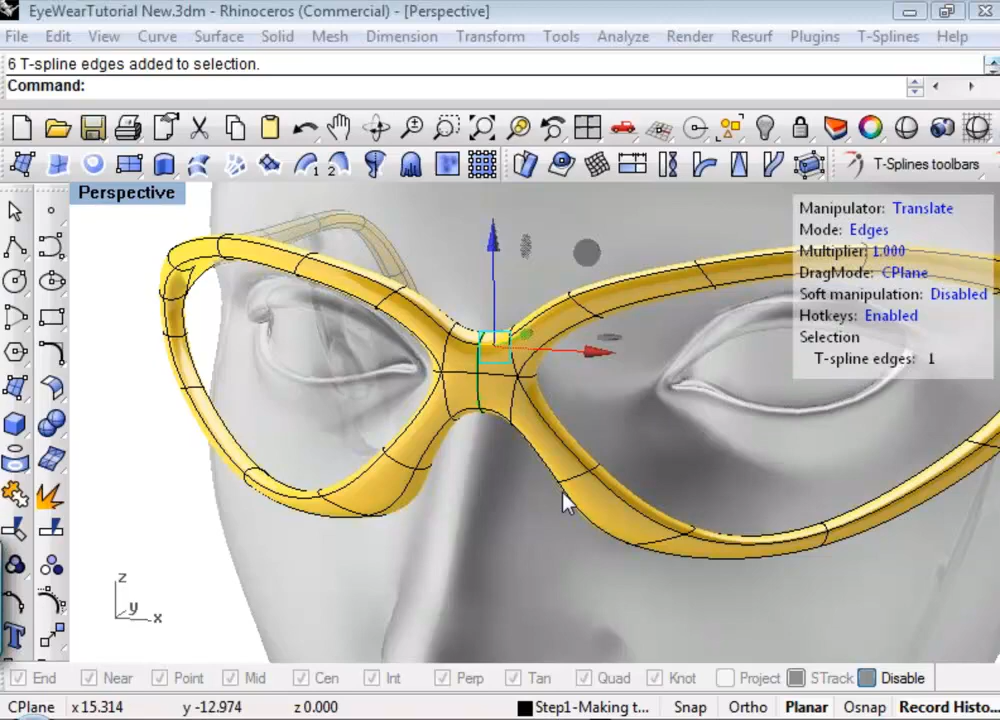 EyeWearTutorial New.3dm - Rhinoceros (Commercial) - [Perspective]
File Edit View Curve Surface Solid Mesh Dimension Transform Tools Analyze Render Resurf Plugins T-Splines Help
6 T-spline edges added to selection.
Command:
1 2 T-Splines toolbars
Perspective
Manipulator: Translate
Mode: Edges
Multiplier: 1.000
DragMode: CPlane
Soft manipulation: Disabled
Hotkeys: Enabled
Selection
T-spline edges: 1
T
z
y x
End Near Point Mid Cen Int Perp Tan Quad Knot Project STrack Disable
CPlane x 15.314 y -12.974 z 0.000 Step1-Making t... Snap Ortho Planar Osnap Record Histo...